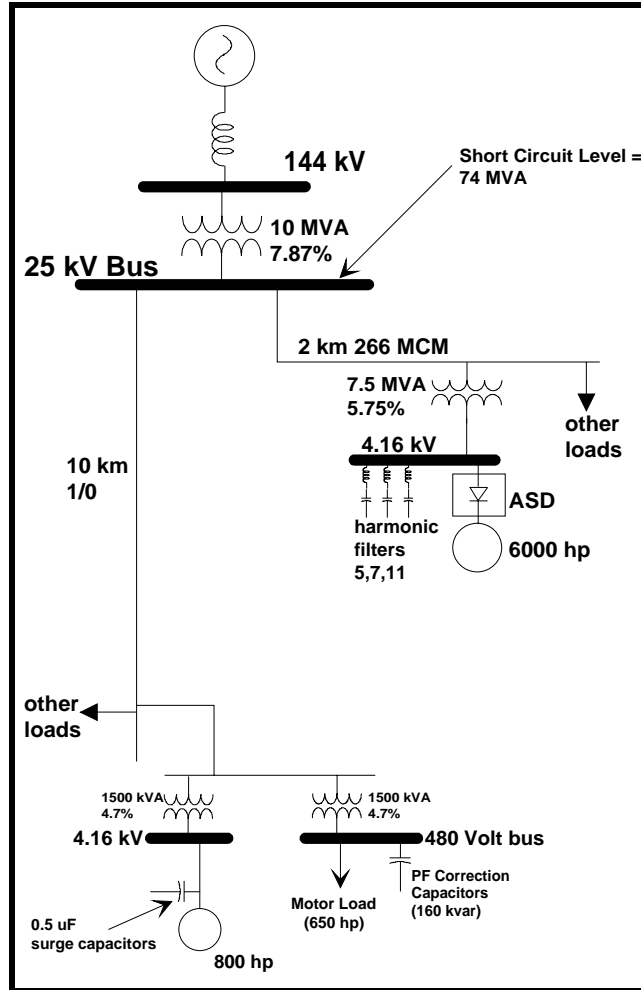 144 kV
Short Circuit Level =
74 MVA
10 MVA
7.87%
25 kV Bus
2 km 266 MCM
7.5 MVA
5.75%
other
loads
4.16 kV
10 km
1/0
ASD
harmonic
filters
5,7,11
6000 hp
other
loads
1500 kVA
4.7%
1500 kVA
4.7%
4.16 kV
480 Volt bus
PF Correction
Capacitors
(160 kvar)
Motor Load
(650 hp)
0.5 uF
surge capacitors
800 hp